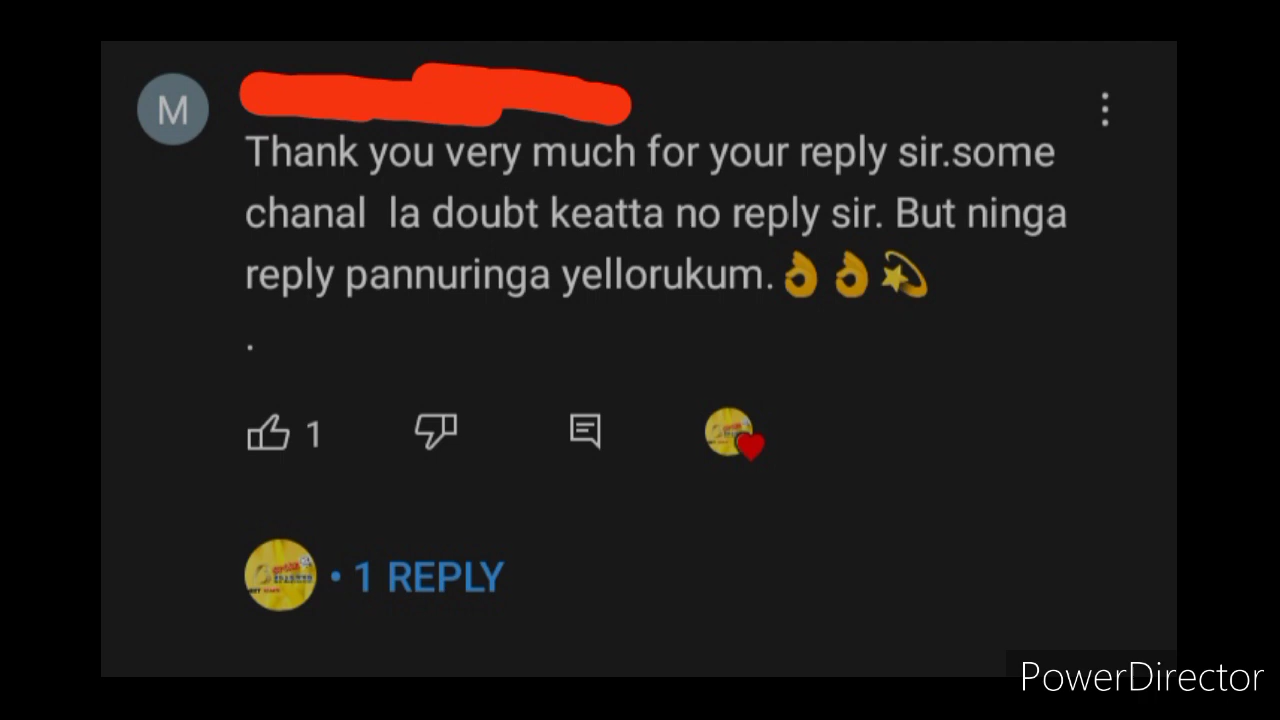 M
Thank you very much for your reply sir.some
chanal la doubt keatta no reply sir. But ninga
reply pannuringa yellorukum.👌👌💫
.
1
• 1 REPLY
PowerDirector